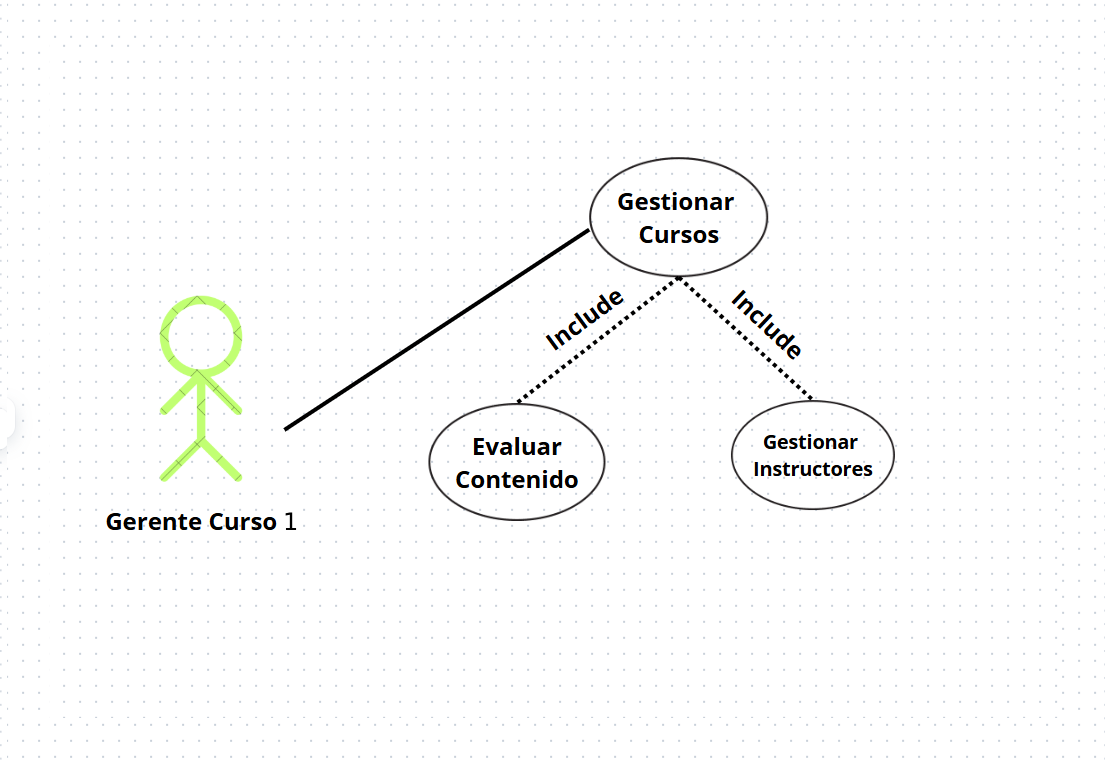 Gestionar
Cursos
Include
Include
Evaluar
Contenido
Gestionar
Instructores
Gerente Curso 1